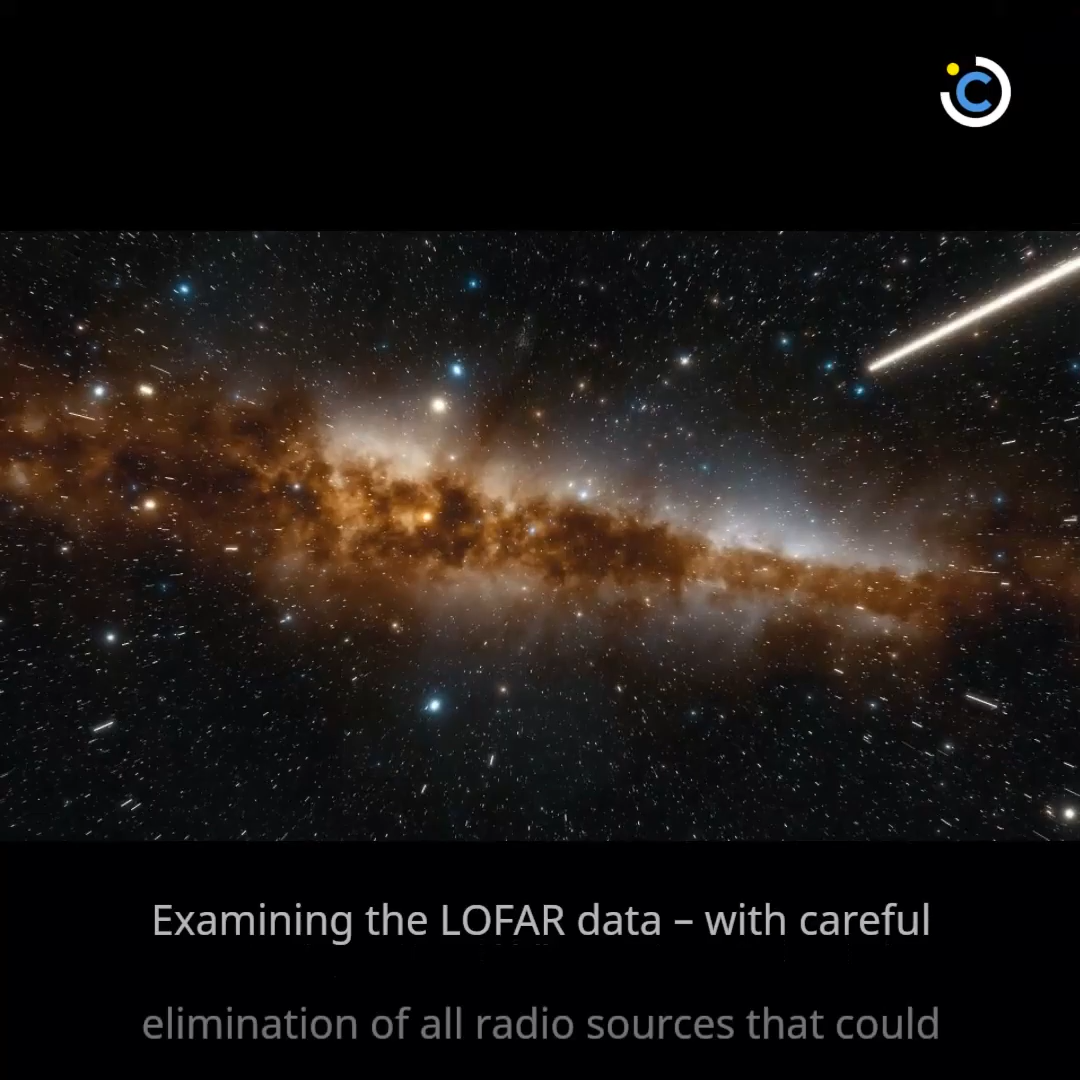 Examining the LOFAR data – with careful
elimination of all radio sources that could